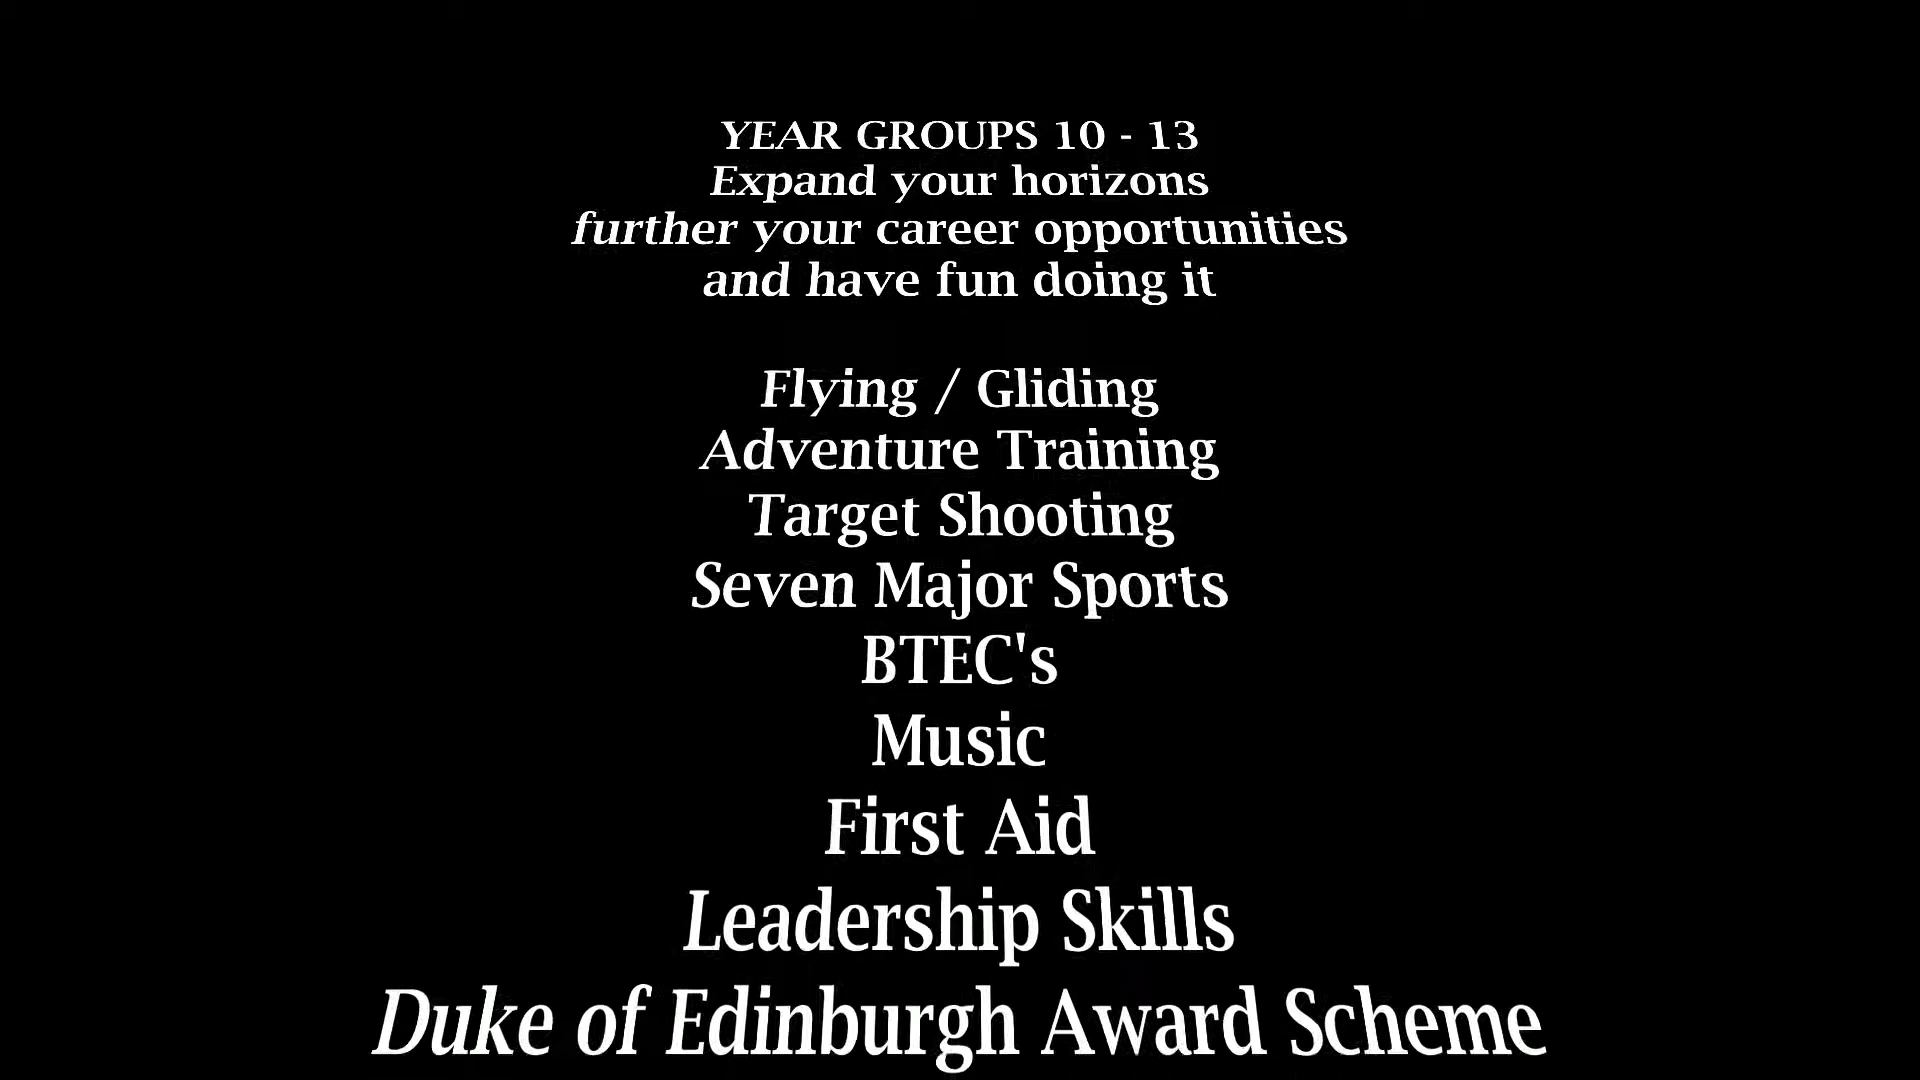 YEAR GROUPS 10 - 13
Expand your horizons
further your career opportunities
and have fun doing it
Flying / Gliding
Adventure Training
Target Shooting
Seven Major Sports
BTEC's
Music
First Aid
Leadership Skills
Duke of Edinburgh Award Scheme